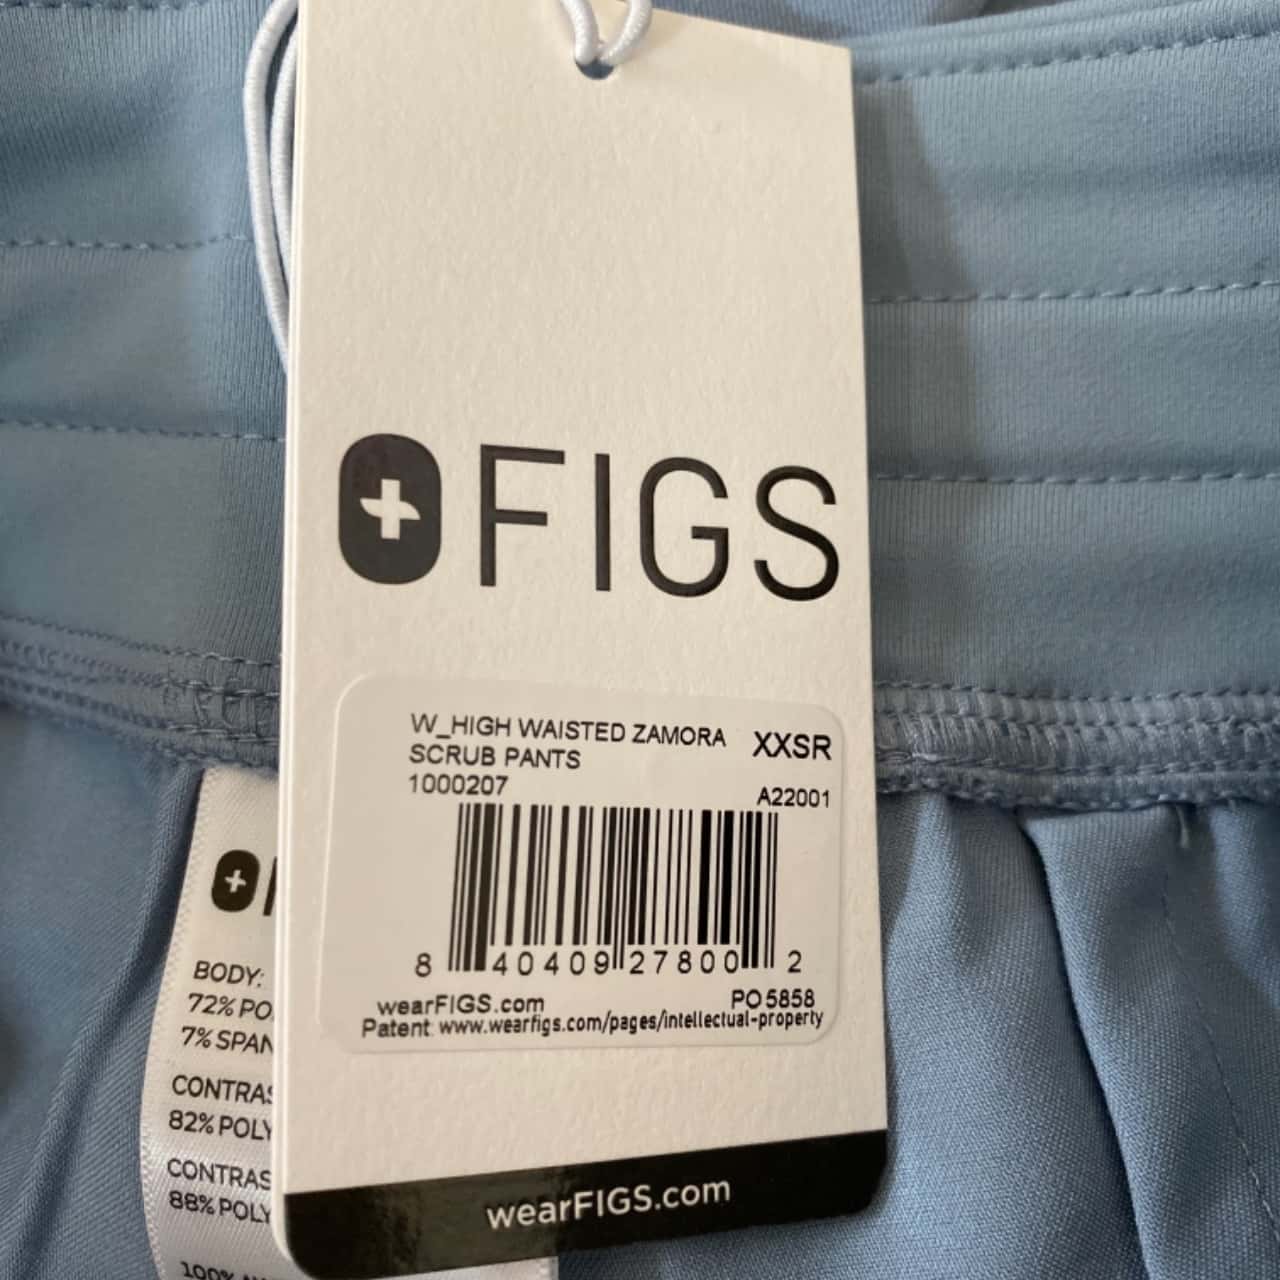 FIGS
W_HIGH WAISTED ZAMORA XXSR
SCRUB PANTS
1000207 A22001
8 40409 27800 2
wearFIGS.com PO 5858
Patent: www.wearfigs.com/pages/intellectual-property
wearFIGS.com
BODY:
72% PO
7% SPAN
CONTRAS
82% POLY
CONTRAS
88% POLY
100%